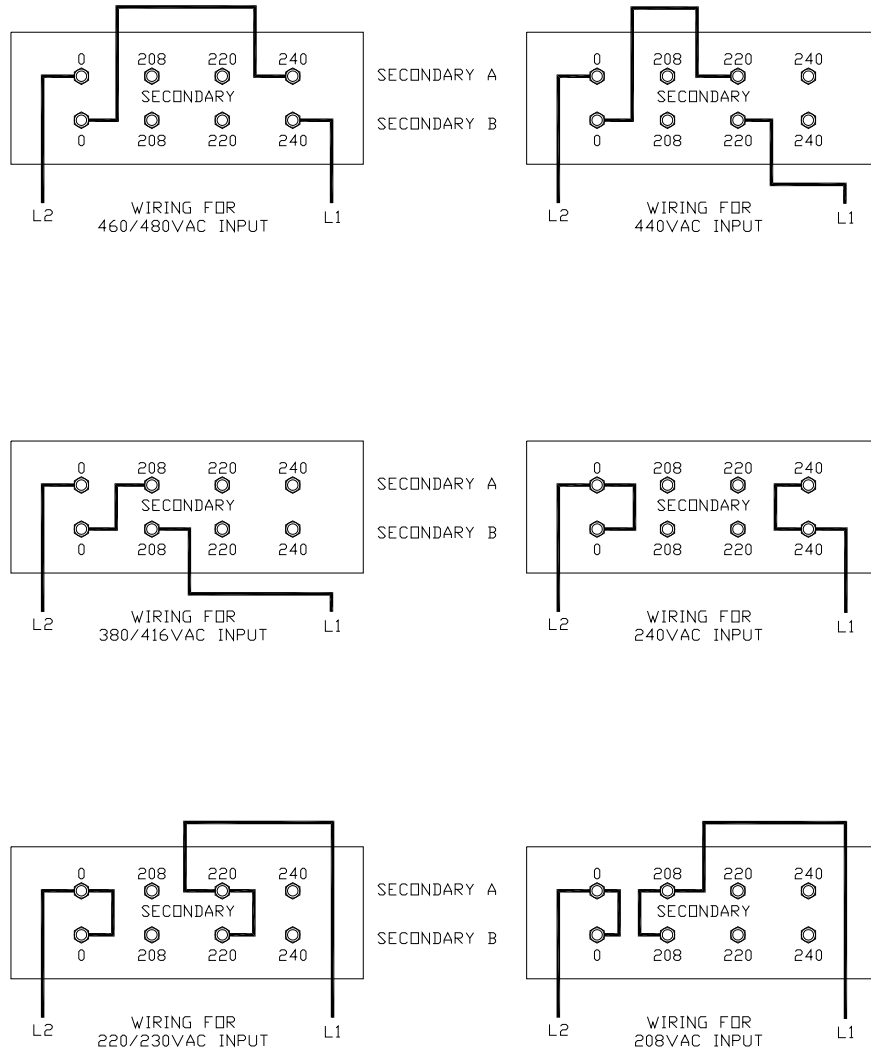 0 208 220 240
SECONDARY
0 208 220 240
SECONDARY A
SECONDARY B
L2
WIRING FOR
460/480VAC INPUT
L1
0 208 220 240
SECONDARY
0 208 220 240
L2
WIRING FOR
440VAC INPUT
L1
0 208 220 240
SECONDARY
0 208 220 240
SECONDARY A
SECONDARY B
L2
WIRING FOR
380/416VAC INPUT
L1
0 208 220 240
SECONDARY
0 208 220 240
L2
WIRING FOR
240VAC INPUT
L1
0 208 220 240
SECONDARY
0 208 220 240
SECONDARY A
SECONDARY B
L2
WIRING FOR
220/230VAC INPUT
L1
0 208 220 240
SECONDARY
0 208 220 240
L2
WIRING FOR
208VAC INPUT
L1